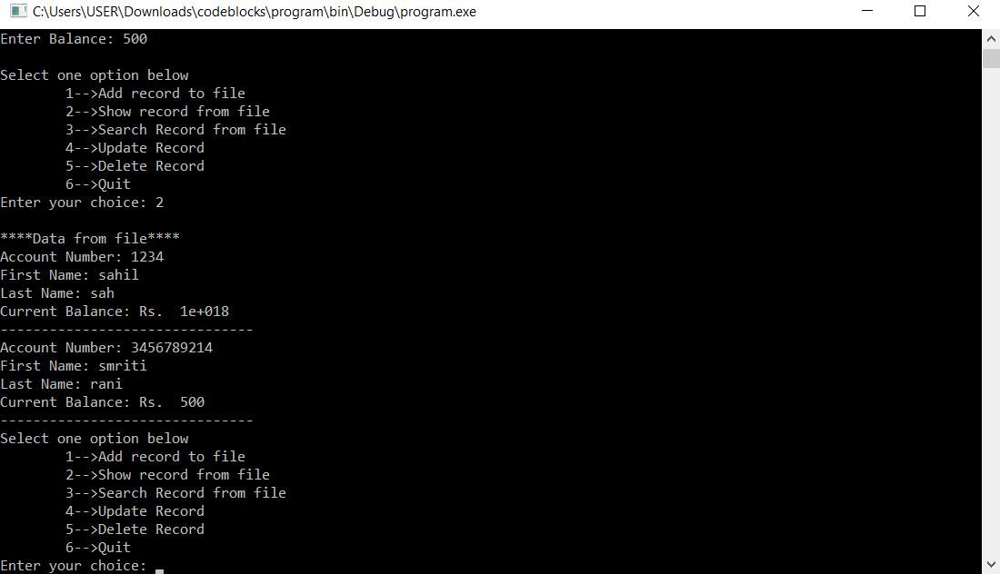 C:\Users\USER\Downloads\codeblocks\program\bin\Debug\program.exe
Enter Balance: 500
Select one option below
1-->Add record to file
2-->Show record from file
3-->Search Record from file
4-->Update Record
5-->Delete Record
6-->Quit
Enter your choice: 2
****Data from file****
Account Number: 1234
First Name: sahil
Last Name: sah
Current Balance: Rs.  1e+018
-------------------------------
Account Number: 3456789214
First Name: smriti
Last Name: rani
Current Balance: Rs.  500
-------------------------------
Select one option below
1-->Add record to file
2-->Show record from file
3-->Search Record from file
4-->Update Record
5-->Delete Record
6-->Quit
Enter your choice: